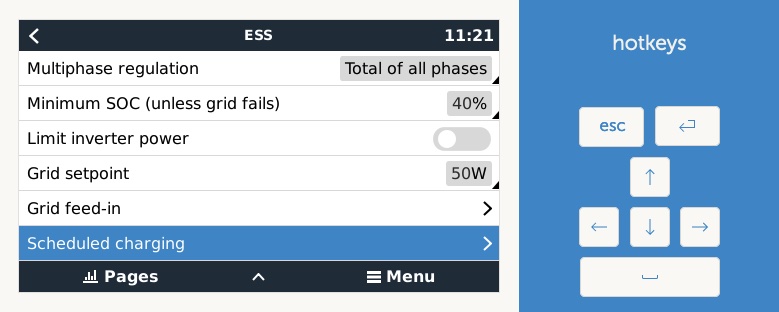 ESS 11:21
Multiphase regulation Total of all phases
Minimum SOC (unless grid fails) 40%
Limit inverter power
Grid setpoint 50W
Grid feed-in
Scheduled charging
Pages Menu
hotkeys
esc